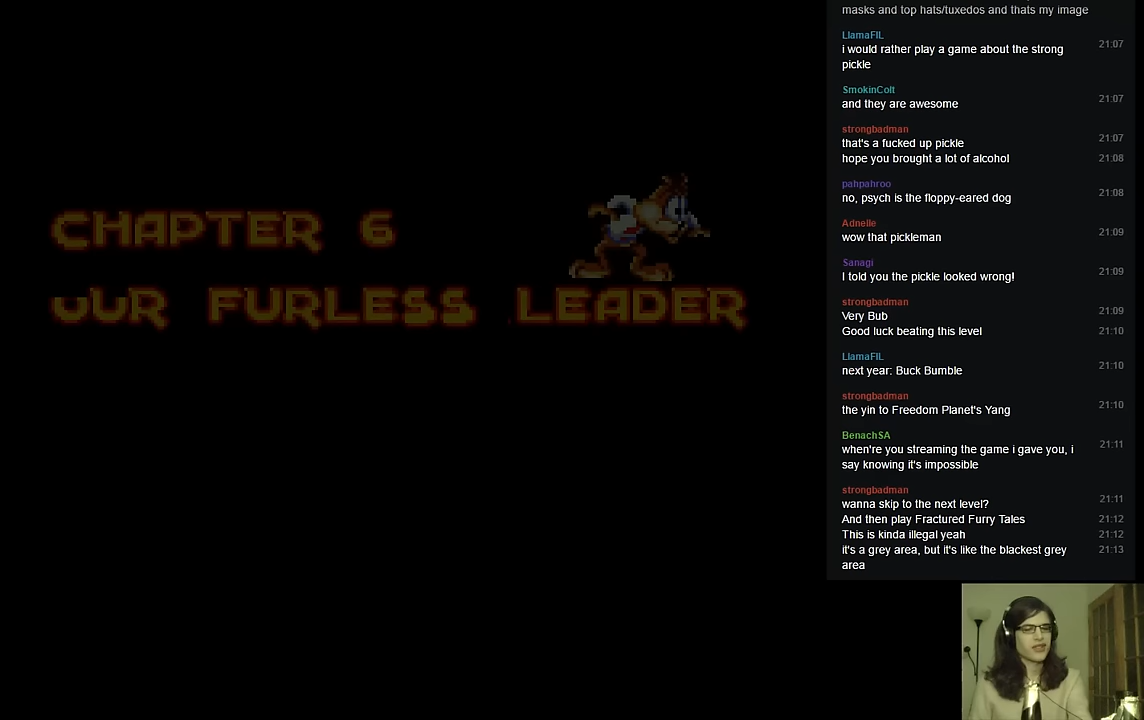 CHAPTER 6
OUR FURLESS LEADER
masks and top hats/tuxedos and thats my image
LlamaFIL
i would rather play a game about the strong
pickle
21:07
SmokinColt
and they are awesome
21:07
strongbadman
that's a fucked up pickle
21:07
hope you brought a lot of alcohol
21:08
pahpahroo
no, psych is the floppy-eared dog
21:08
Adnelle
wow that pickleman
21:09
Sanagi
I told you the pickle looked wrong!
21:09
strongbadman
Very Bub
21:09
Good luck beating this level
21:10
LlamaFIL
next year: Buck Bumble
21:10
strongbadman
the yin to Freedom Planet's Yang
21:10
BenachSA
when're you streaming the game i gave you, i
say knowing it's impossible
21:11
strongbadman
wanna skip to the next level?
21:11
And then play Fractured Furry Tales
21:12
This is kinda illegal yeah
21:12
it's a grey area, but it's like the blackest grey
area
21:13